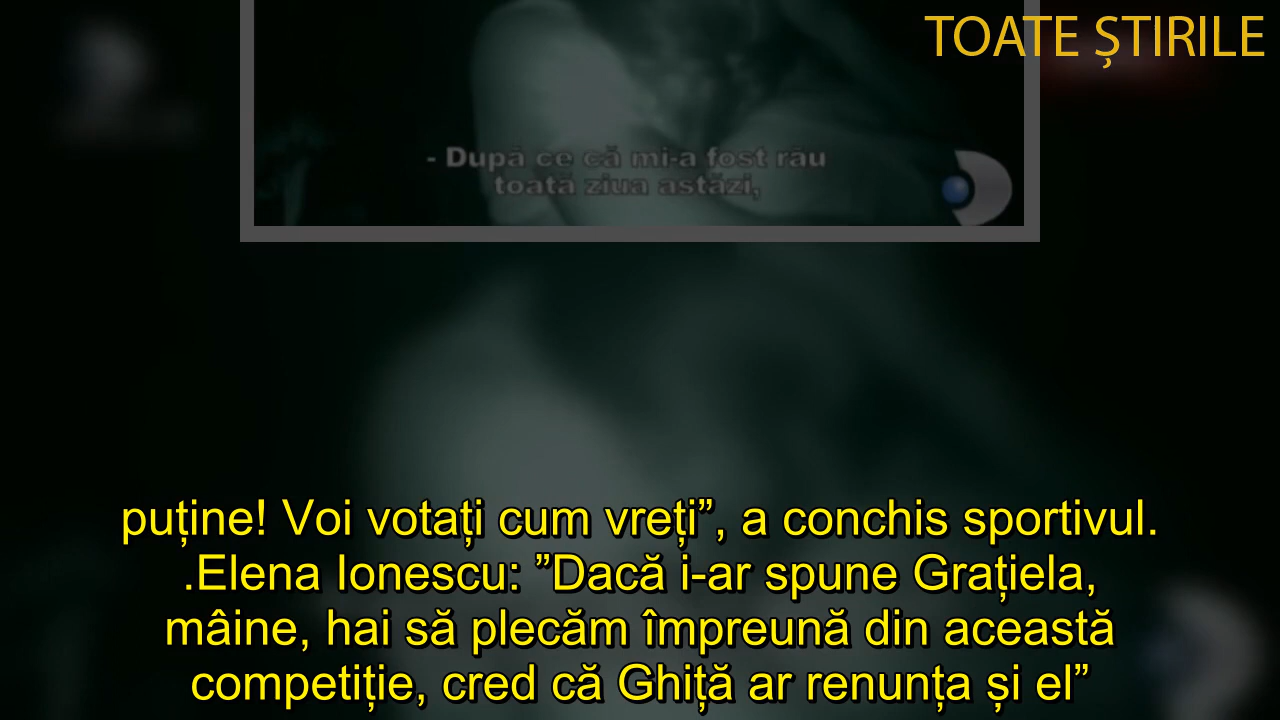 TOATE ȘTIRILE
- După ce că mi-a fost rău
toată ziua astăzi,
puține! Voi votați cum vreți”, a conchis sportivul.
.Elena Ionescu: ”Dacă i-ar spune Grațiela,
mâine, hai să plecăm împreună din această
competiție, cred că Ghiță ar renunța și el”